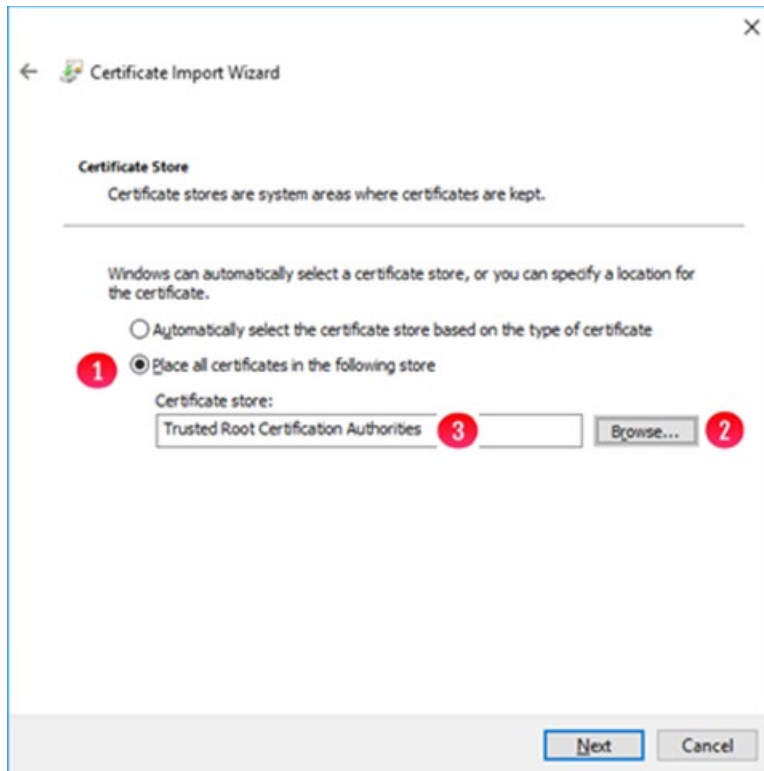 Certificate Import Wizard
Certificate Store
Certificate stores are system areas where certificates are kept.
Windows can automatically select a certificate store, or you can specify a location for
the certificate.
Automatically select the certificate store based on the type of certificate
1 Place all certificates in the following store
Certificate store:
Trusted Root Certification Authorities 3 Browse... 2
Next Cancel